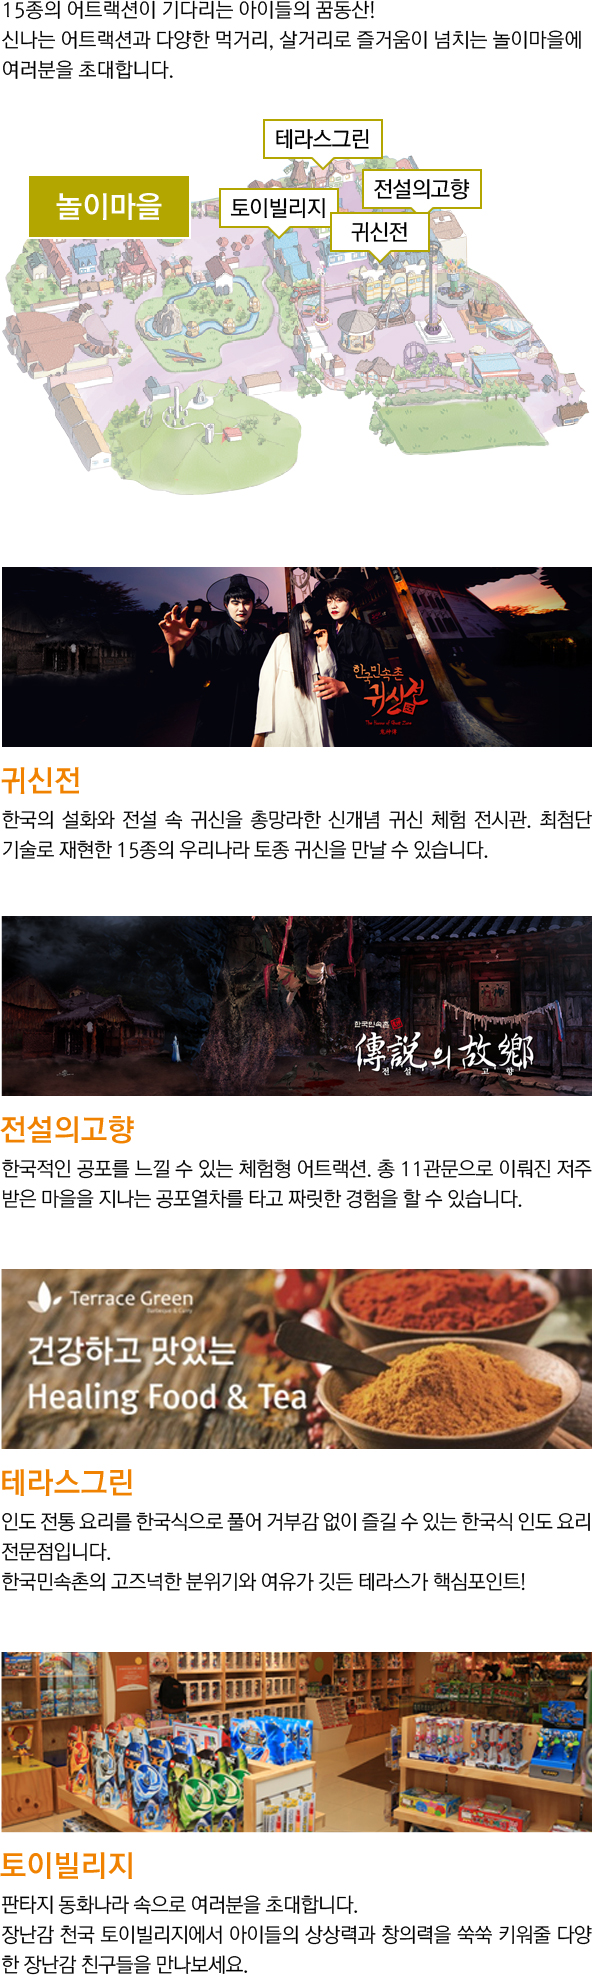 15종의 어트랙션이 기다리는 아이들의 꿈동산!
신나는 어트랙션과 다양한 먹거리, 살거리로 즐거움이 넘치는 놀이마을에
여러분을 초대합니다.
테라스그린
놀이마을
전설의고향
토이빌리지
귀신전
한국민속촌
귀신전
귀신전
한국의 설화와 전설 속 귀신을 총망라한 신개념 귀신 체험 전시관. 최첨단
기술로 재현한 15종의 우리나라 토종 귀신을 만날 수 있습니다.
한국민속촌
傳說의 故鄕
전 설 고 향
전설의고향
한국적인 공포를 느낄 수 있는 체험형 어트랙션. 총 11관문으로 이뤄진 저주
받은 마을을 지나는 공포열차를 타고 짜릿한 경험을 할 수 있습니다.
Terrace Green
건강하고 맛있는
Healing Food & Tea
테라스그린
인도 전통 요리를 한국식으로 풀어 거부감 없이 즐길 수 있는 한국식 인도 요리
전문점입니다.
한국민속촌의 고즈넉한 분위기와 여유가 깃든 테라스가 핵심포인트!
토이빌리지
판타지 동화나라 속으로 여러분을 초대합니다.
장난감 천국 토이빌리지에서 아이들의 상상력과 창의력을 쑥쑥 키워줄 다양
한 장난감 친구들을 만나보세요.